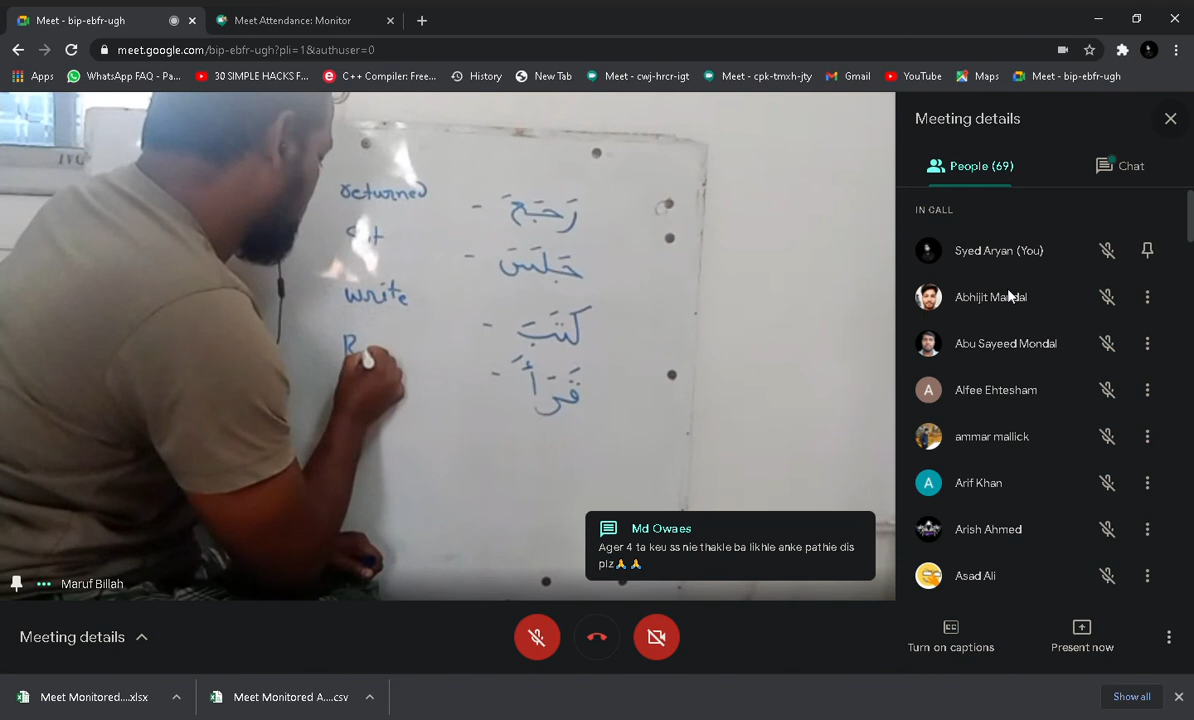 Meet - bip-ebfr-ugh
Meet Attendance: Monitor
meet.google.com/bip-ebfr-ugh?pli=1&authuser=0
Apps
WhatsApp FAQ - Pa...
30 SIMPLE HACKS F...
C++ Compiler: Free...
History
New Tab
Meet - cwj-hrcr-igt
Meet - cpk-tmxh-jty
Gmail
YouTube
Maps
Meet - bip-ebfr-ugh
returned - رَجَعَ
Sit - جَلَسَ
write - كَتَبَ
R - قَرَأَ
Md Owaes
Ager 4 ta keu ss nie thakle ba likhle anke pathie dis
plz🙏 🙏
Maruf Billah
Meeting details
People (69)
Chat
IN CALL
Syed Aryan (You)
Abhijit Mandal
Abu Sayeed Mondal
A Alfee Ehtesham
ammar mallick
A Arif Khan
Arish Ahmed
Asad Ali
Meeting details
CC
Turn on captions
Present now
Meet Monitored....xlsx
Meet Monitored A....csv
Show all